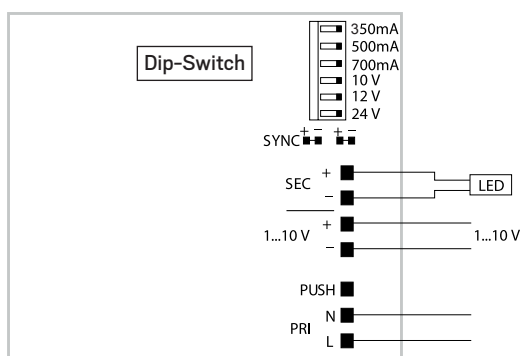 Dip-Switch
350mA
500mA
700mA
10 V
12 V
24 V
+ − + −
SYNC
SEC + LED
−
1...10 V + 1...10 V
−
PUSH
PRI N
L